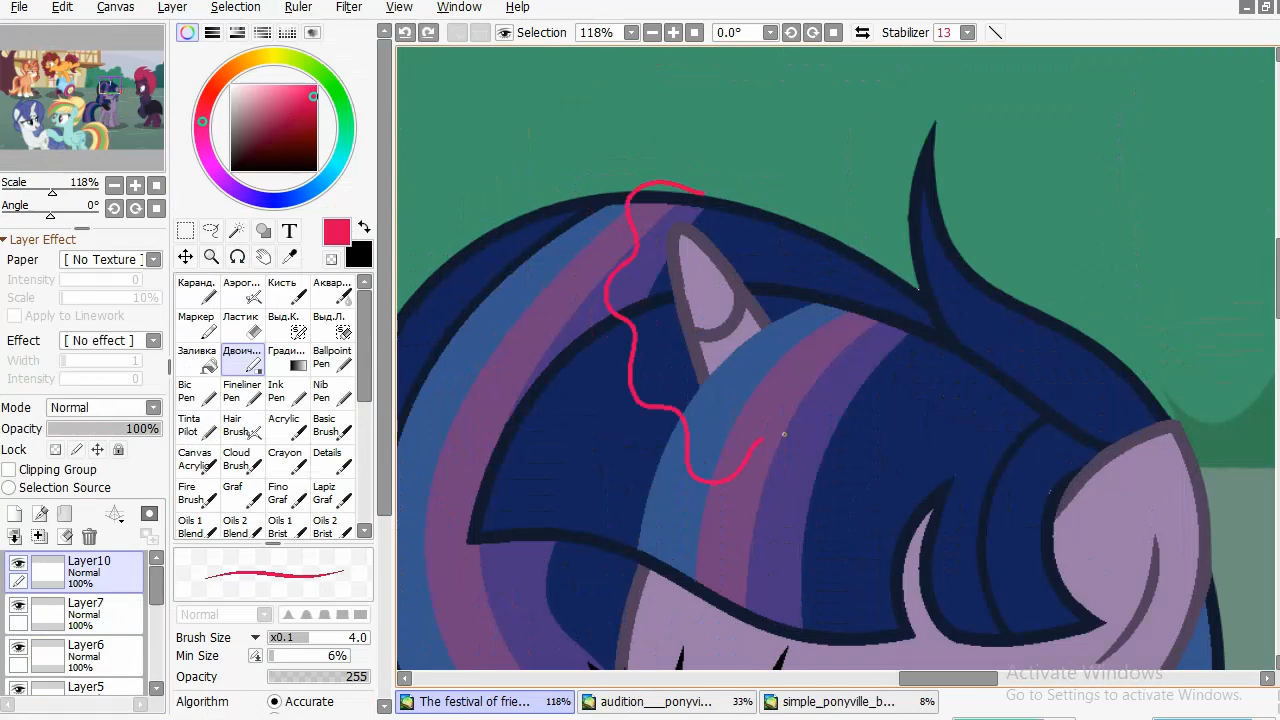 File Edit Canvas Layer Selection Ruler Filter View Window Help
Selection 118% 0.0° Stabilizer 13
Scale 118%
Angle 0°
Layer Effect
Paper [ No Texture ]
Intensity 0
Scale 10%
Apply to Linework
Effect [ No effect ]
Width 1
Intensity 0
Mode Normal
Opacity 100%
Lock
Clipping Group
Selection Source
Layer10
Normal
100%
Layer7
Normal
100%
Layer6
Normal
100%
Layer5
T
Каранд. Аэрог... Кисть Аквар...
Маркер Ластик Выд.К. Выд.Л.
Заливка Двоич... Гради... Ballpoint Pen
Bic Pen Fineliner Pen Ink Pen Nib Pen
Tinta Pilot Hair Brush Acrylic Basic Brush
Canvas Acrylic Cloud Brush Crayon Details
Fire Brush Graf Fino Graf Lapiz Graf
Oils 1 Blend Oils 2 Blend Oils 1 Brist Oils 2 Brist
Normal
Brush Size x0.1 4.0
Min Size 6%
Opacity 255
Algorithm Accurate
Activate Windows
Go to Settings to activate Windows.
The festival of frie... 118% audition____ponyvi... 33% simple_ponyville_b... 8%